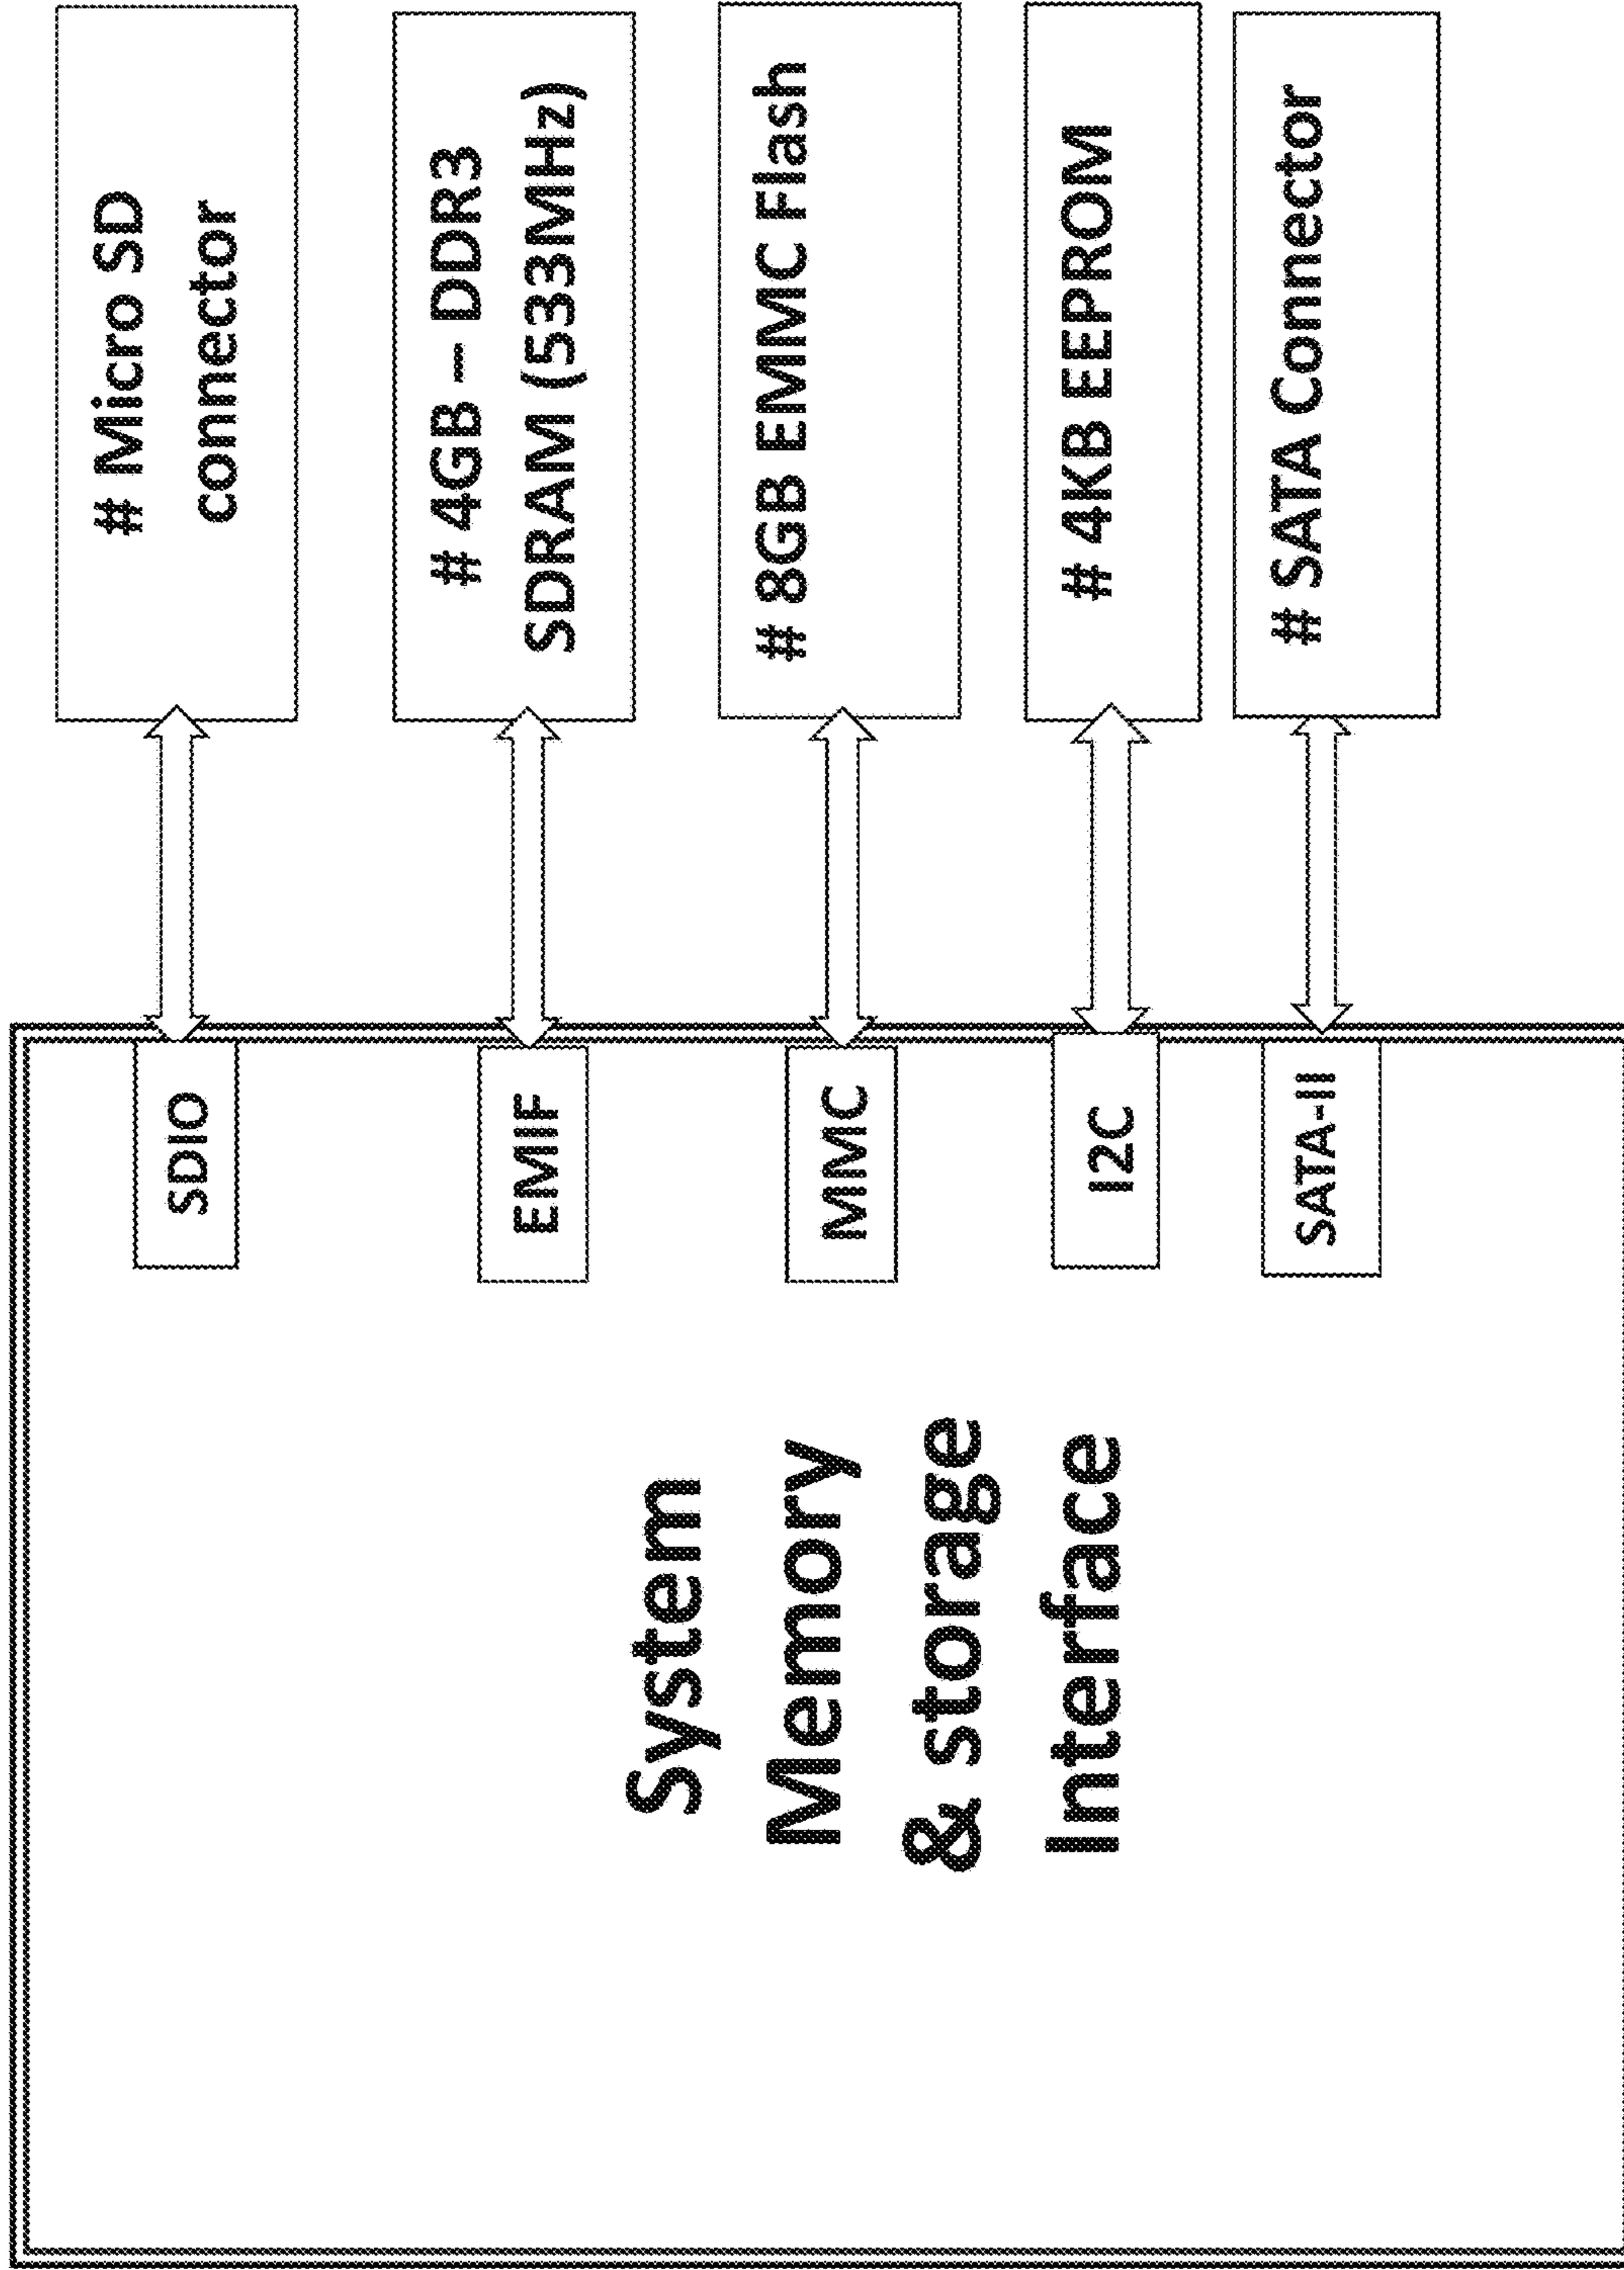 System
Memory
& storage
Interface
SDIO
# Micro SD
connector
EMIF
# 4GB – DDR3
SDRAM (533MHz)
MMC
# 8GB EMMC Flash
I2C
# 4KB EEPROM
SATA-II
# SATA Connector